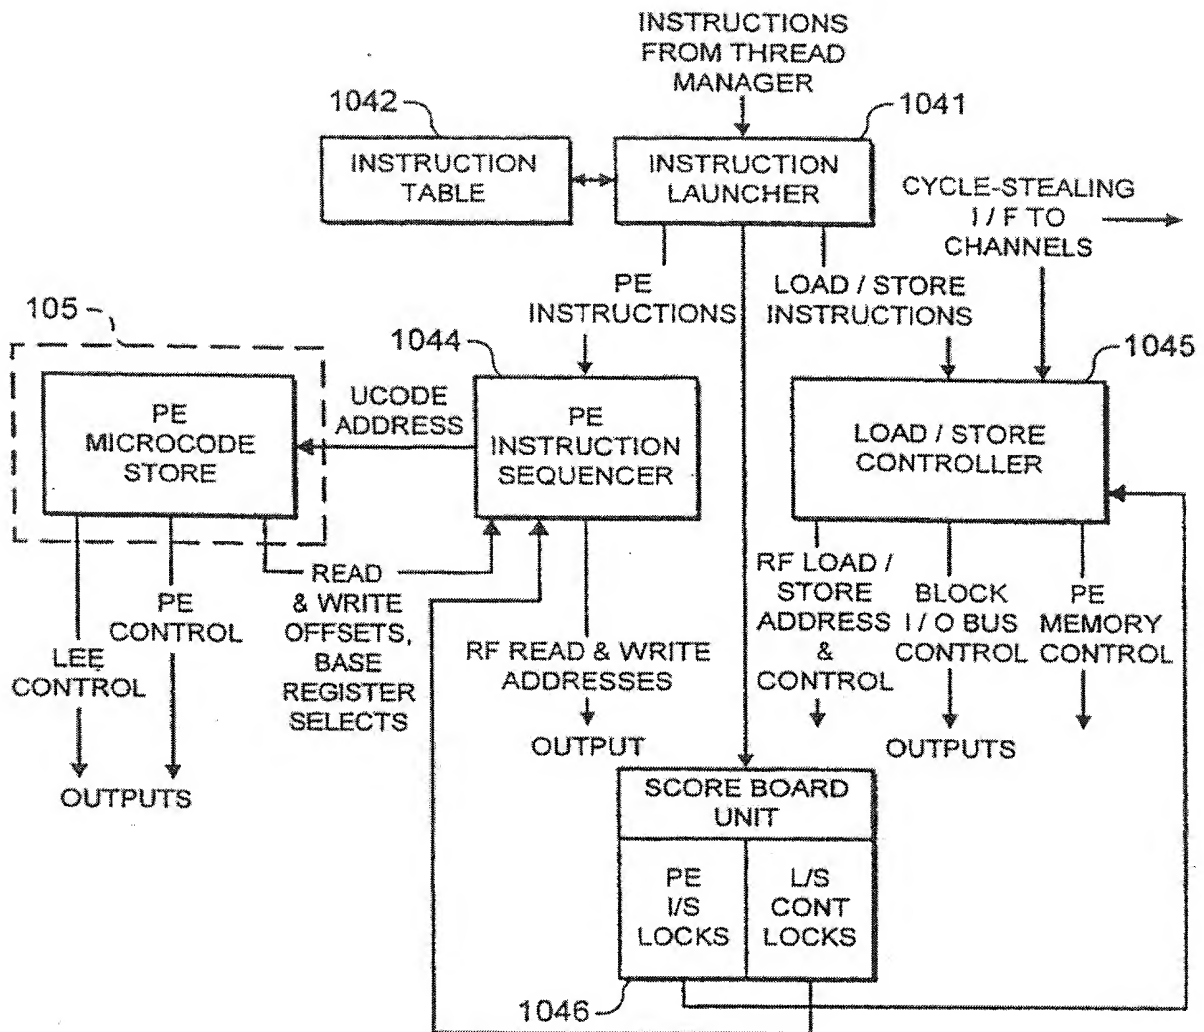 INSTRUCTIONS
FROM THREAD
MANAGER
1042
1041
INSTRUCTION
TABLE
INSTRUCTION
LAUNCHER
CYCLE-STEALING
I / F TO
CHANNELS
PE
INSTRUCTIONS
LOAD / STORE
INSTRUCTIONS
105
1044
1045
PE
MICROCODE
STORE
UCODE
ADDRESS
PE
INSTRUCTION
SEQUENCER
LOAD / STORE
CONTROLLER
LEE
CONTROL
PE
CONTROL
READ
& WRITE
OFFSETS,
BASE
REGISTER
SELECTS
RF READ & WRITE
ADDRESSES
RF LOAD /
STORE
ADDRESS
&
CONTROL
BLOCK
I / O BUS
CONTROL
PE
MEMORY
CONTROL
OUTPUTS
OUTPUT
OUTPUTS
SCORE BOARD
UNIT
PE
I/S
LOCKS
L/S
CONT
LOCKS
1046